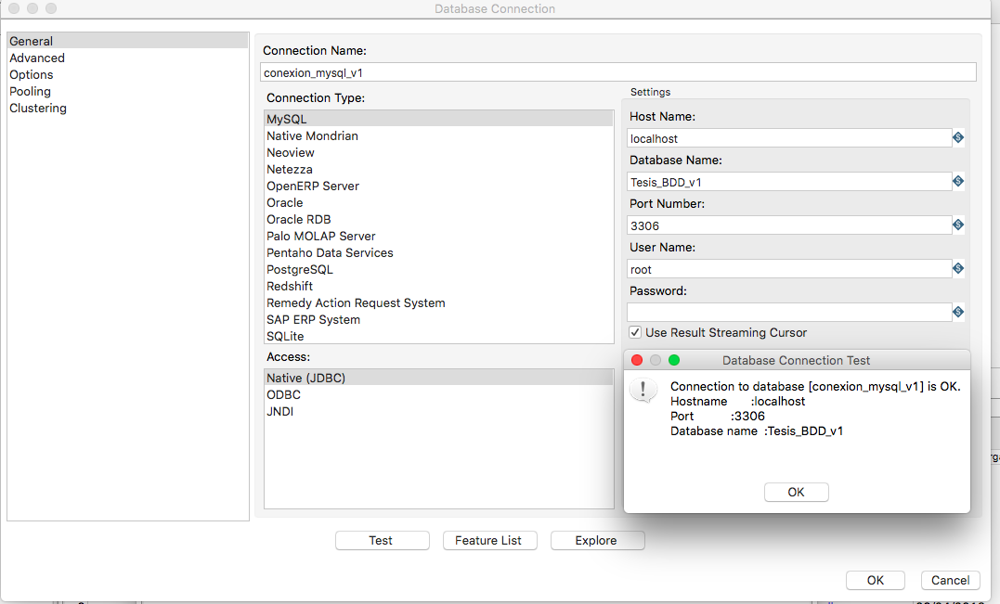 Database Connection
General
Advanced
Options
Pooling
Clustering
Connection Name:
conexion_mysql_v1
Connection Type:
MySQL
Native Mondrian
Neoview
Netezza
OpenERP Server
Oracle
Oracle RDB
Palo MOLAP Server
Pentaho Data Services
PostgreSQL
Redshift
Remedy Action Request System
SAP ERP System
SQLite
Access:
Native (JDBC)
ODBC
JNDI
Settings
Host Name:
localhost
Database Name:
Tesis_BDD_v1
Port Number:
3306
User Name:
root
Password:
Use Result Streaming Cursor
Database Connection Test
Connection to database [conexion_mysql_v1] is OK.
Hostname :localhost
Port :3306
Database name :Tesis_BDD_v1
OK
Test Feature List Explore
OK Cancel